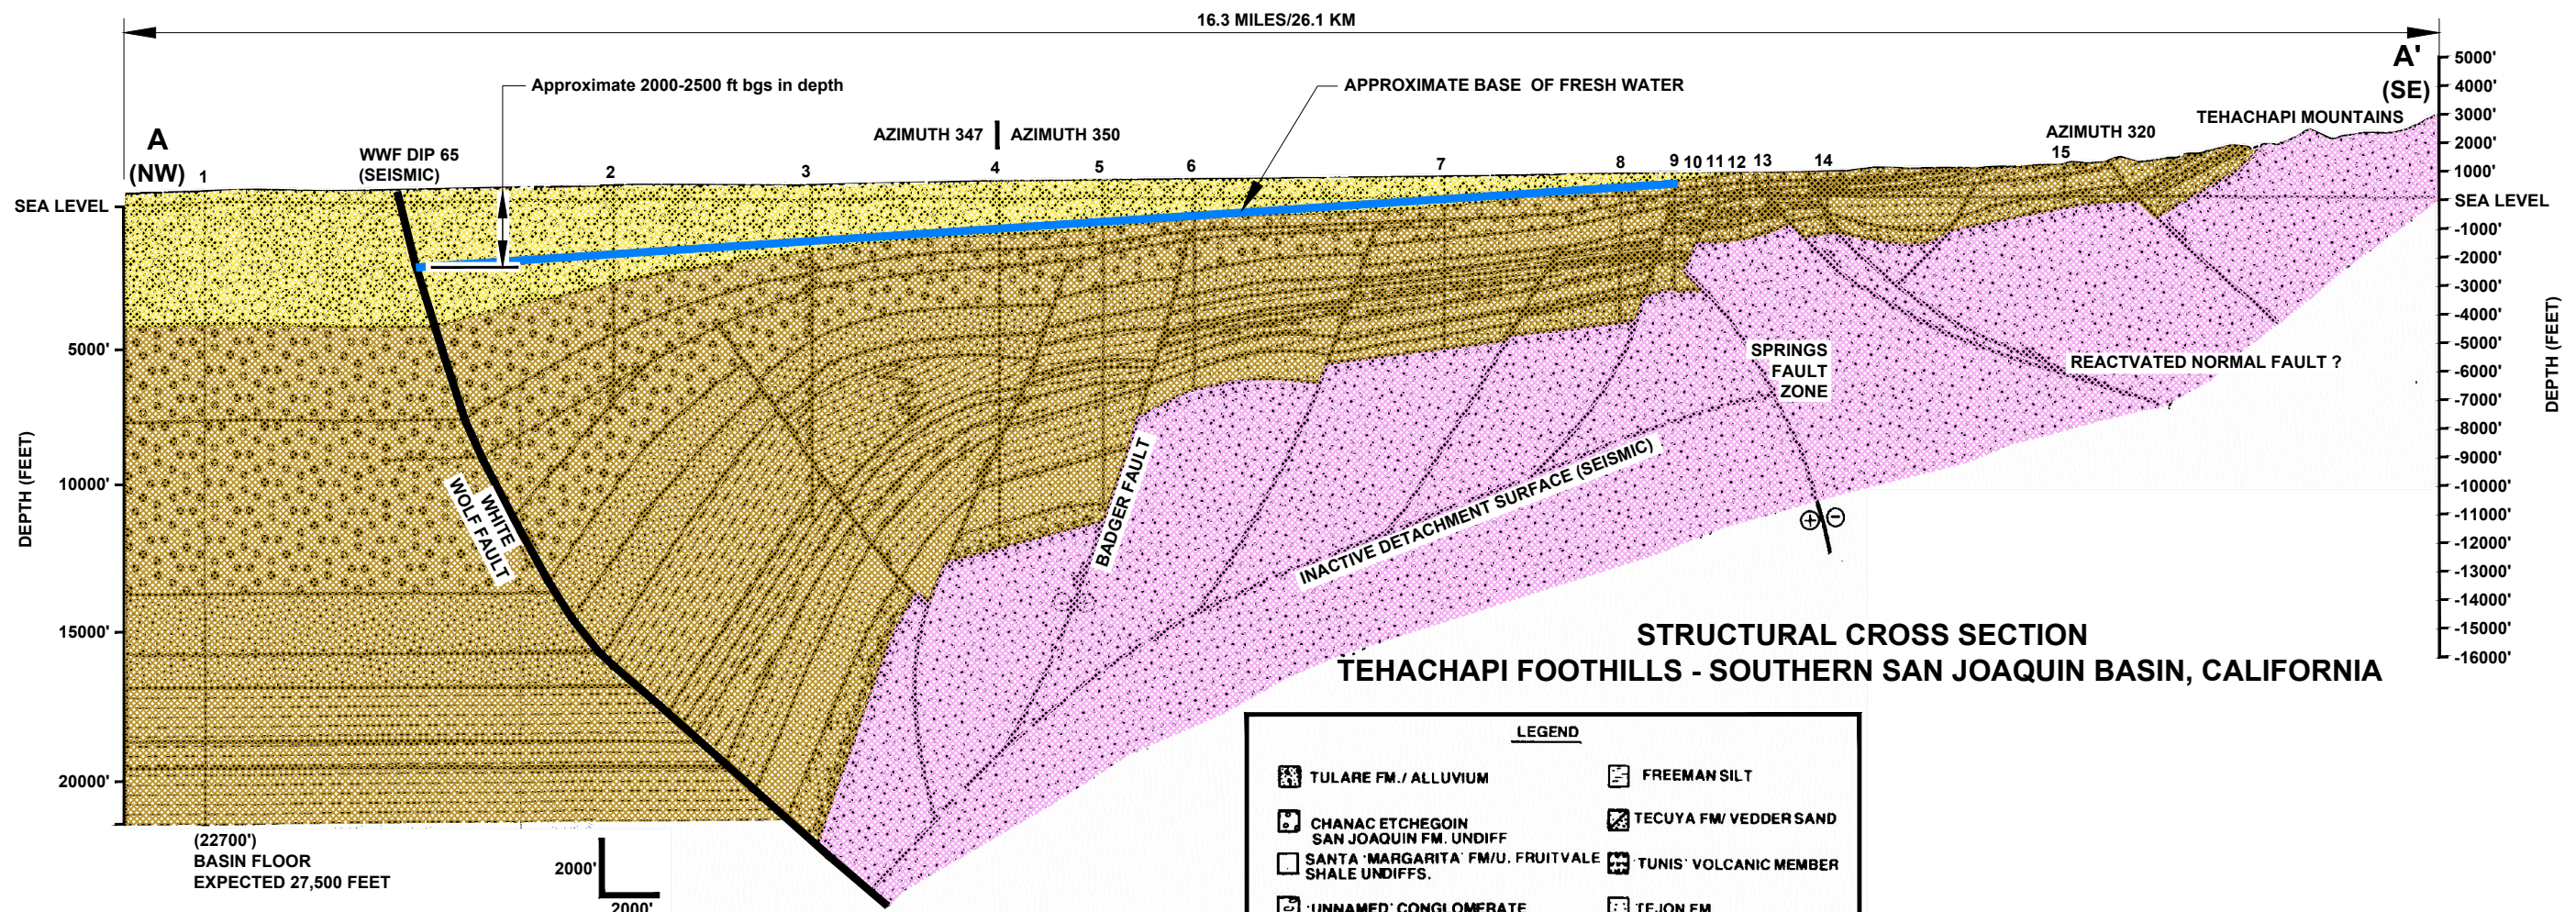 16.3 MILES/26.1 KM
A'
(SE)
Approximate 2000-2500 ft bgs in depth
APPROXIMATE BASE  OF FRESH WATER
TEHACHAPI MOUNTAINS
A
(NW)
AZIMUTH 347
AZIMUTH 350
AZIMUTH 320
WWF DIP 65
(SEISMIC)
1 2 3 4 5 6 7 8 9 10 11 12 13 14 15
SEA LEVEL
5000'
10000'
15000'
20000'
DEPTH (FEET)
5000'
4000'
3000'
2000'
1000'
SEA LEVEL
-1000'
-2000'
-3000'
-4000'
-5000'
-6000'
-7000'
-8000'
-9000'
-10000'
-11000'
-12000'
-13000'
-14000'
-15000'
-16000'
DEPTH (FEET)
WHITE
WOLF FAULT
BADGER FAULT
INACTIVE DETACHMENT SURFACE (SEISMIC)
SPRINGS
FAULT
ZONE
REACTVATED NORMAL FAULT ?
?
+ -
STRUCTURAL CROSS SECTION
TEHACHAPI FOOTHILLS - SOUTHERN SAN JOAQUIN BASIN, CALIFORNIA
(22700')
BASIN FLOOR
EXPECTED 27,500 FEET
2000'
2000'
LEGEND
TULARE FM./ ALLUVIUM
CHANAC ETCHEGOIN
SAN JOAQUIN FM. UNDIFF
SANTA 'MARGARITA' FM/U. FRUITVALE
SHALE UNDIFFS.
'UNNAMED' CONGLOMERATE
FREEMAN SILT
TECUYA FM/ VEDDER SAND
'TUNIS' VOLCANIC MEMBER
TEJON FM